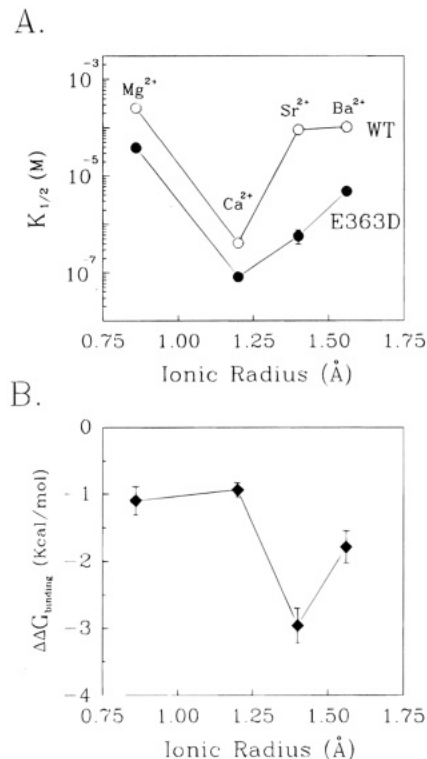 A.
10⁻³
Mg²⁺
Sr²⁺
Ba²⁺
WT
10⁻⁵
K₁/₂ (M)
Ca²⁺
E363D
10⁻⁷
0.75 1.00 1.25 1.50 1.75
Ionic Radius (Å)
B.
0
-1
-2
-3
-4
ΔΔG_binding (Kcal/mol)
0.75 1.00 1.25 1.50 1.75
Ionic Radius (Å)